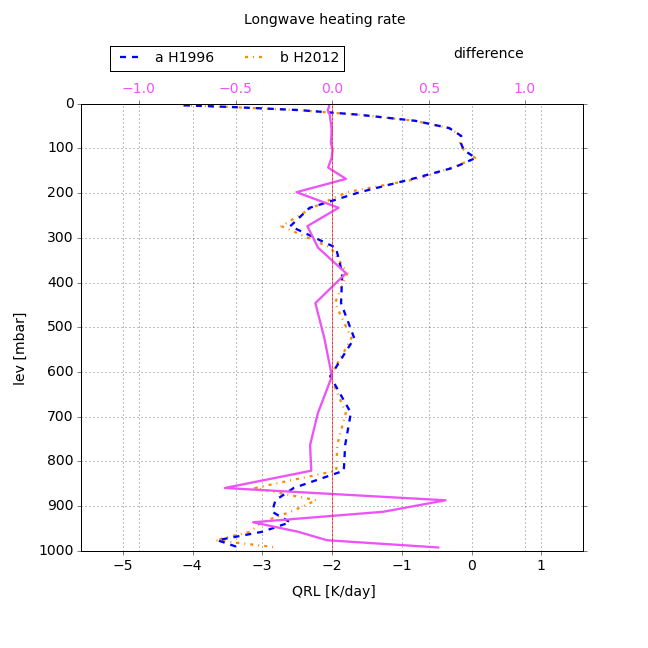 Longwave heating rate
a H1996 b H2012 difference
−1.0 −0.5 0.0 0.5 1.0
0
100
200
300
400
500
600
700
800
900
1000
lev [mbar]
−5 −4 −3 −2 −1 0 1
QRL [K/day]